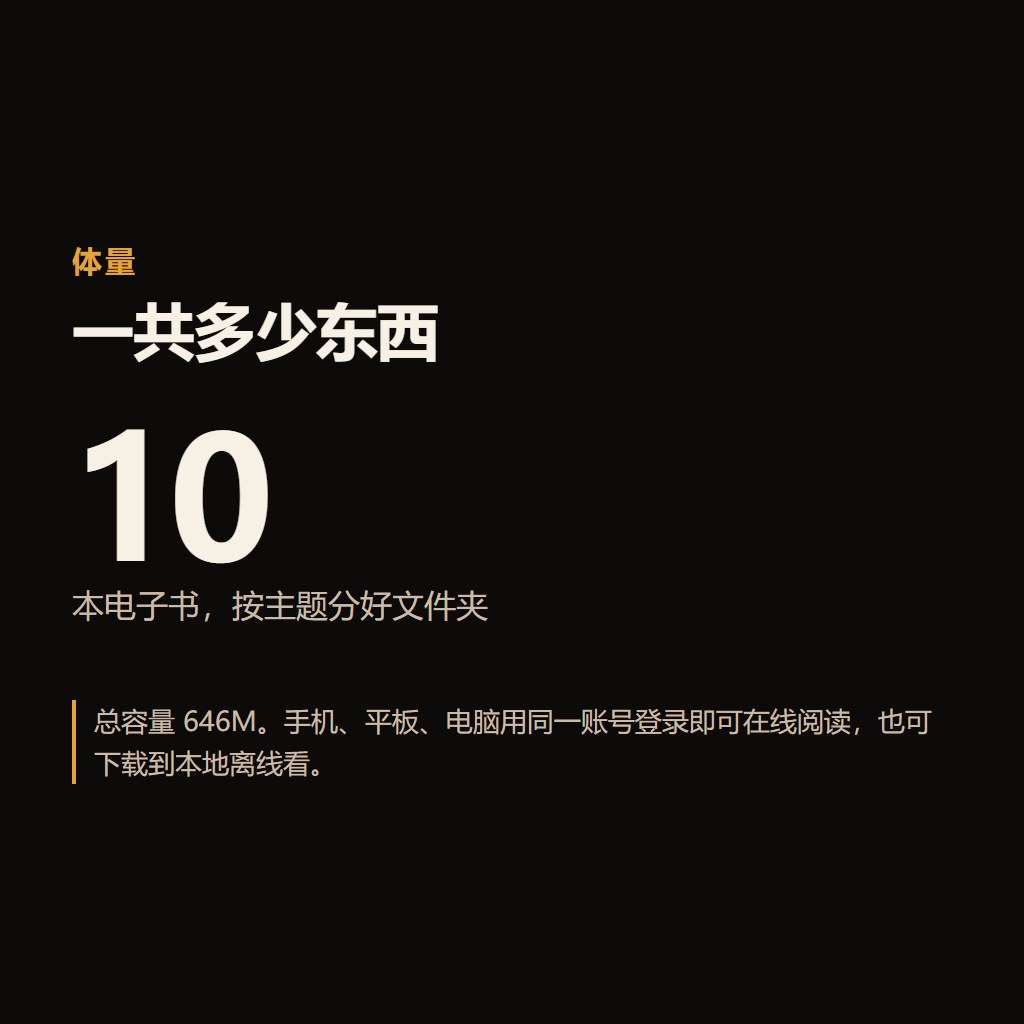 体量
一共多少东西
10
本电子书，按主题分好文件夹
总容量 646M。手机、平板、电脑用同一账号登录即可在线阅读，也可
下载到本地离线看。